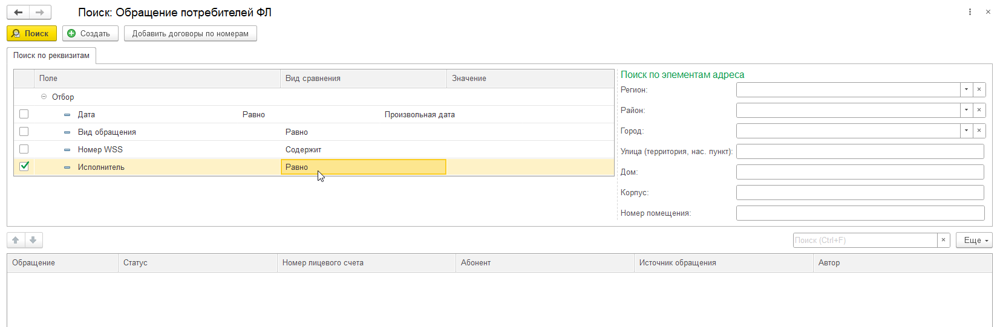 Поиск: Обращение потребителей ФЛ
Поиск Создать Добавить договоры по номерам
Поиск по реквизитам
Поле Вид сравнения Значение
Отбор
Дата Равно Произвольная дата
Вид обращения Равно
Номер WSS Содержит
Исполнитель Равно
Поиск по элементам адреса
Регион:
Район:
Город:
Улица (территория, нас. пункт):
Дом:
Корпус:
Номер помещения:
Поиск (Ctrl+F) Еще
Обращение Статус Номер лицевого счета Абонент Источник обращения Автор